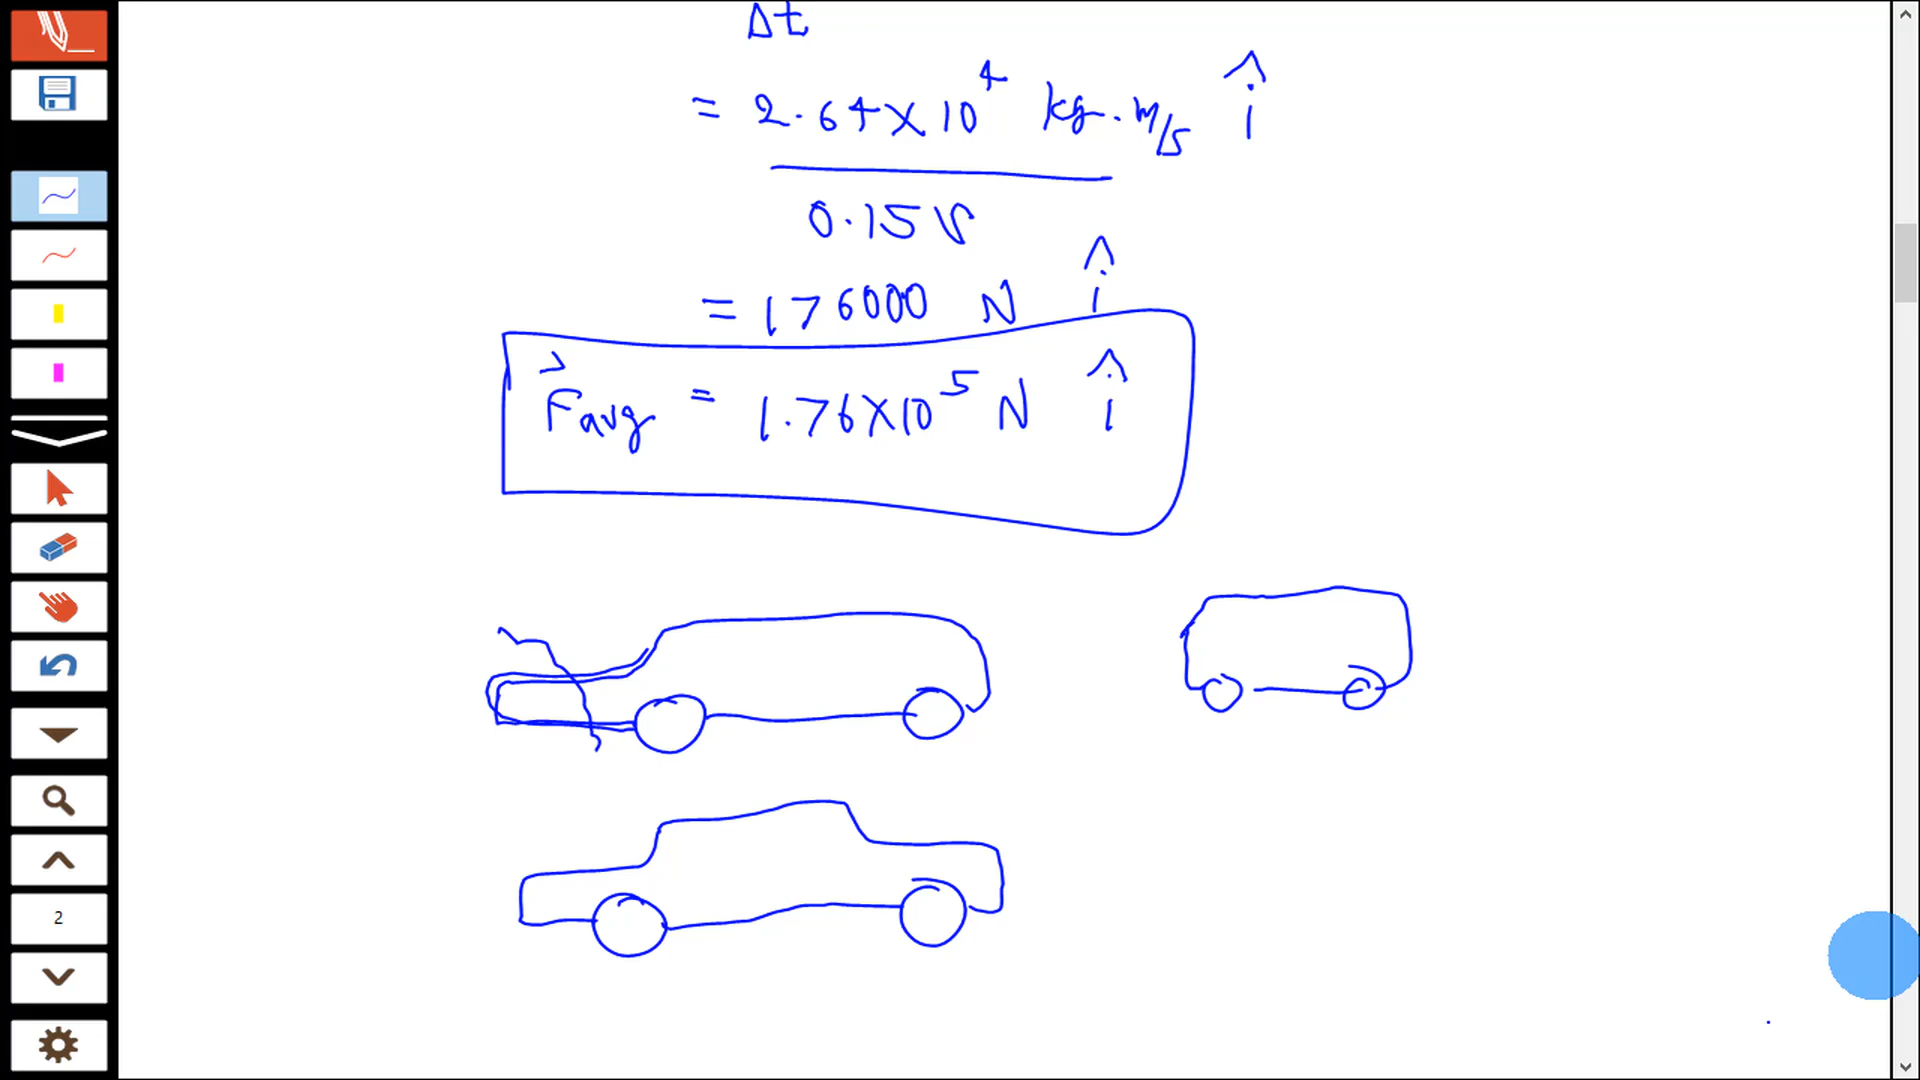 Δt
= 2.64×10⁴ kg.m/s î
0.15 s
= 176000 N î
F⃗avg = 1.76×10⁵ N î
2